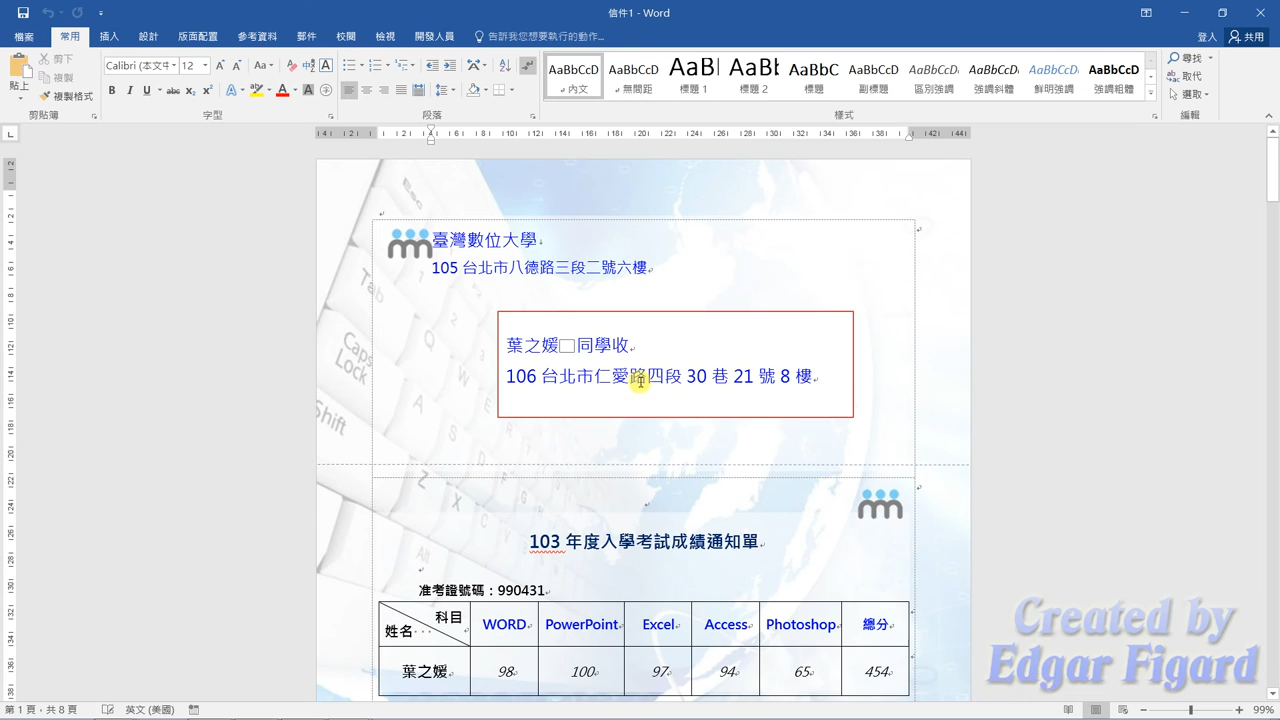 信件1 - Word
檔案 常用 插入 設計 版面配置 參考資料 郵件 校閱 檢視 開發人員 告訴我您想要執行的動作... 登入 共用
貼上 剪下 複製 複製格式 剪貼簿
Calibri (本文中 12 字型
段落
AaBbCcD AaBbCcD AaBl AaBb AaBbC AaBbCcD AaBbCcD AaBbCcD AaBbCcD AaBbCcD
內文 無間距 標題 1 標題 2 標題 副標題 區別強調 強調斜體 鮮明強調 強調粗體
樣式
尋找 取代 選取 編輯
臺灣數位大學
105 台北市八德路三段二號六樓
葉之媛 同學收
106 台北市仁愛路四段 30 巷 21 號 8 樓
103 年度入學考試成績通知單
准考證號碼：990431
科目
姓名 WORD PowerPoint Excel Access Photoshop 總分
葉之媛 98 100 97 94 65 454
Created by
Edgar Figard
第 1 頁，共 8 頁 英文 (美國) 99%